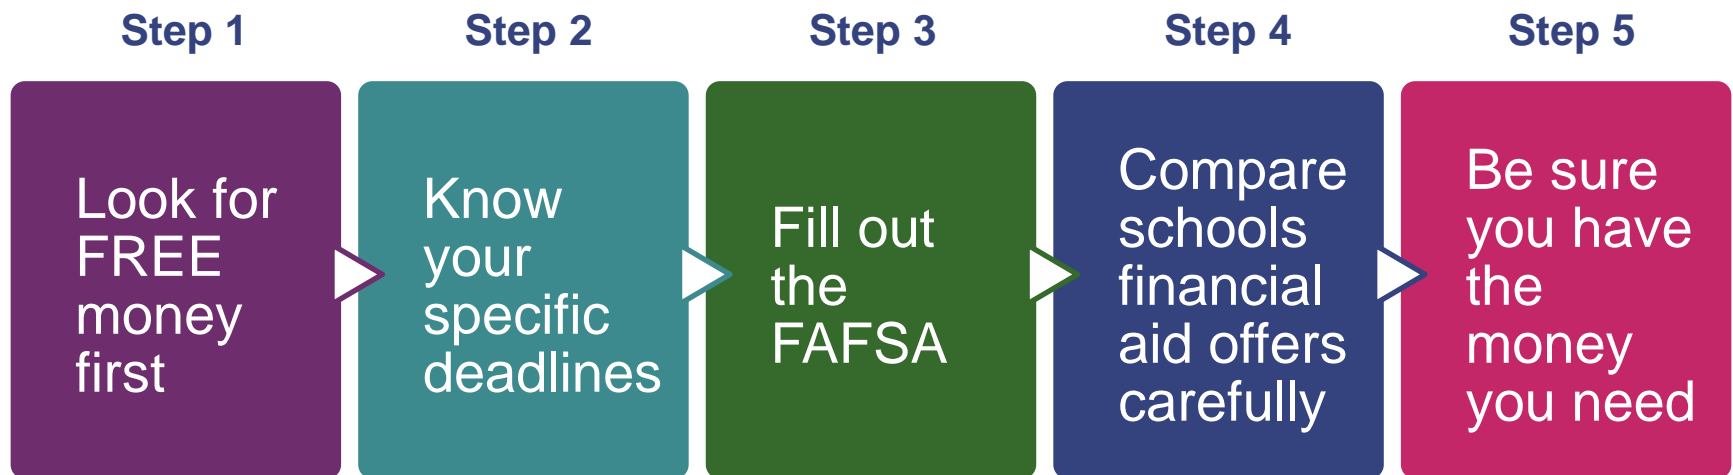 Step 1
Look for
FREE
money
first
Step 2
Know
your
specific
deadlines
Step 3
Fill out
the
FAFSA
Step 4
Compare
schools
financial
aid offers
carefully
Step 5
Be sure
you have
the
money
you need